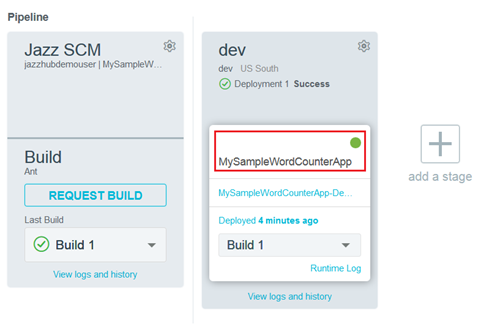 Pipeline
Jazz SCM
jazzhubdemouser | MySampleW...
Build
Ant
REQUEST BUILD
Last Build
Build 1
View logs and history
dev
dev US South
Deployment 1 Success
MySampleWordCounterApp
MySampleWordCounterApp-De...
Deployed 4 minutes ago
Build 1
Runtime Log
View logs and history
add a stage